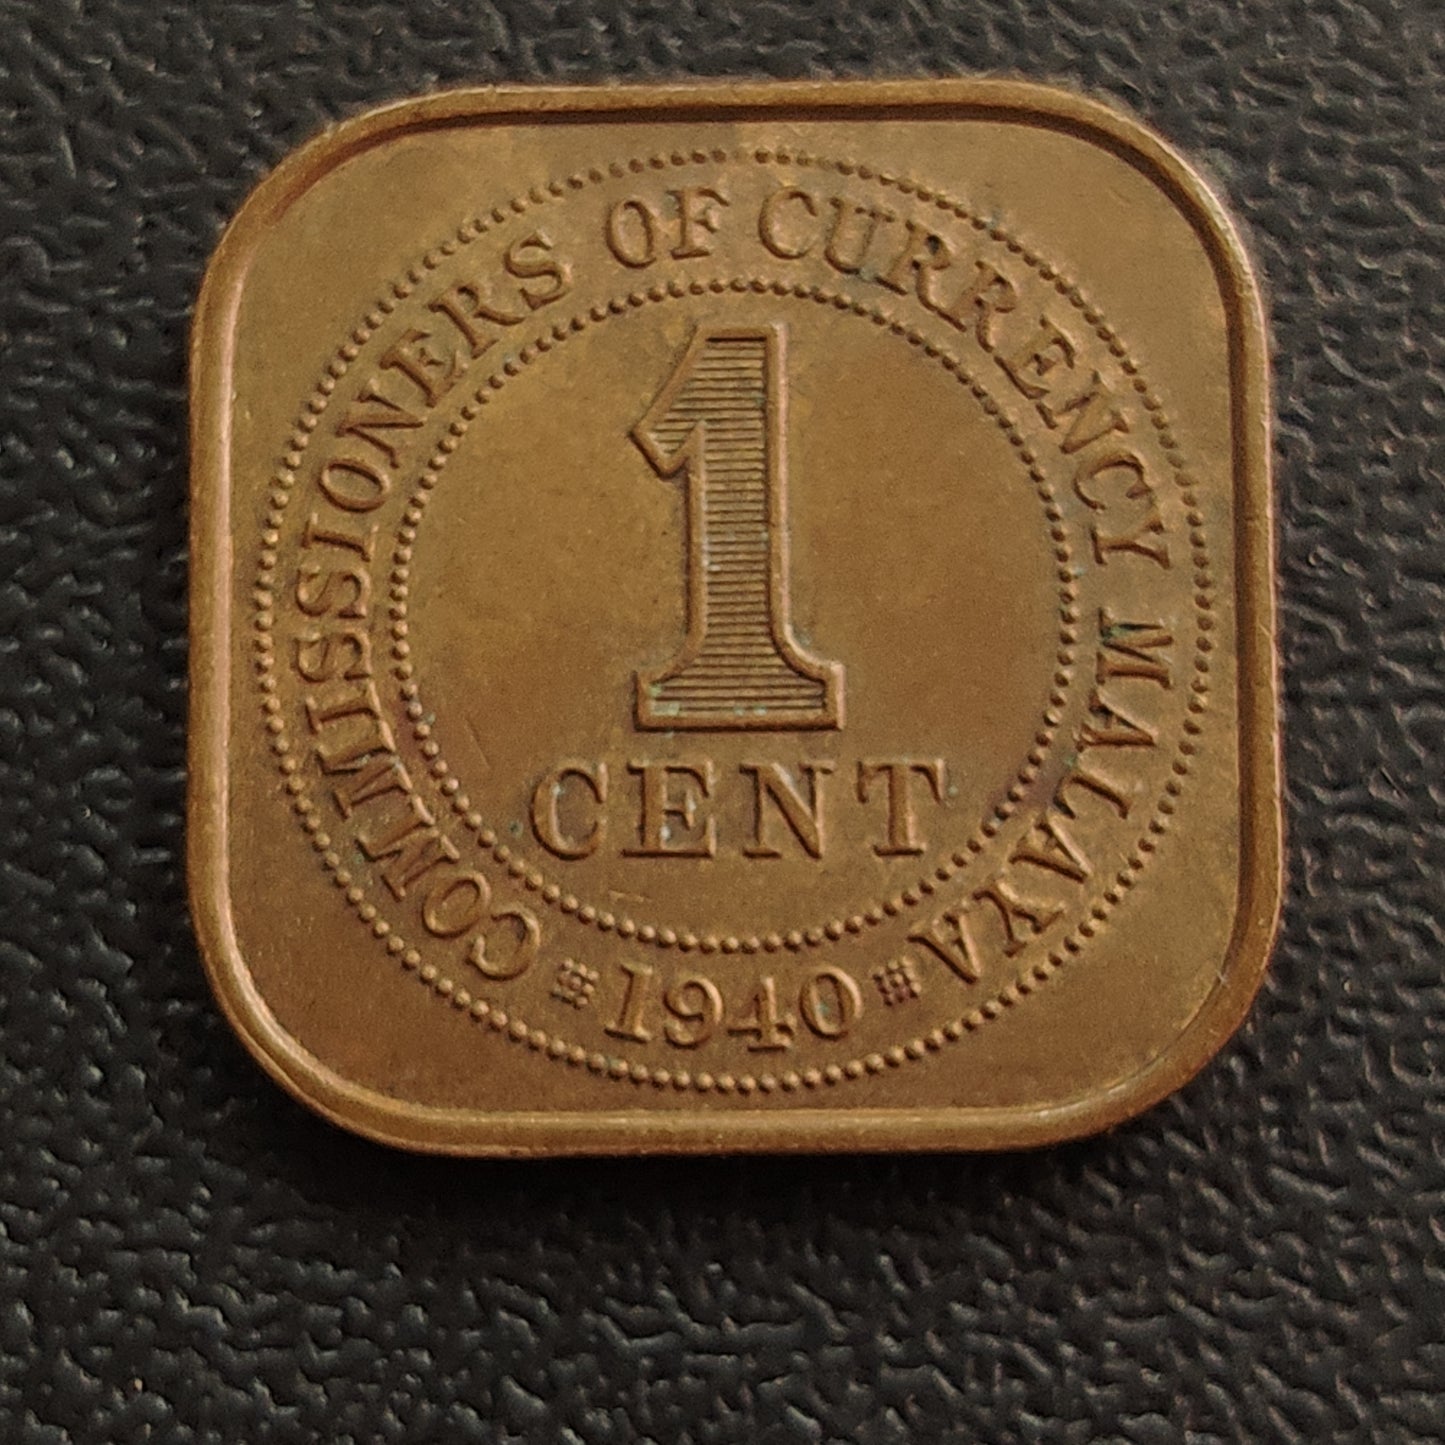 COMMISSIONERS OF CURRENCY MALAYA
1
CENT
1940